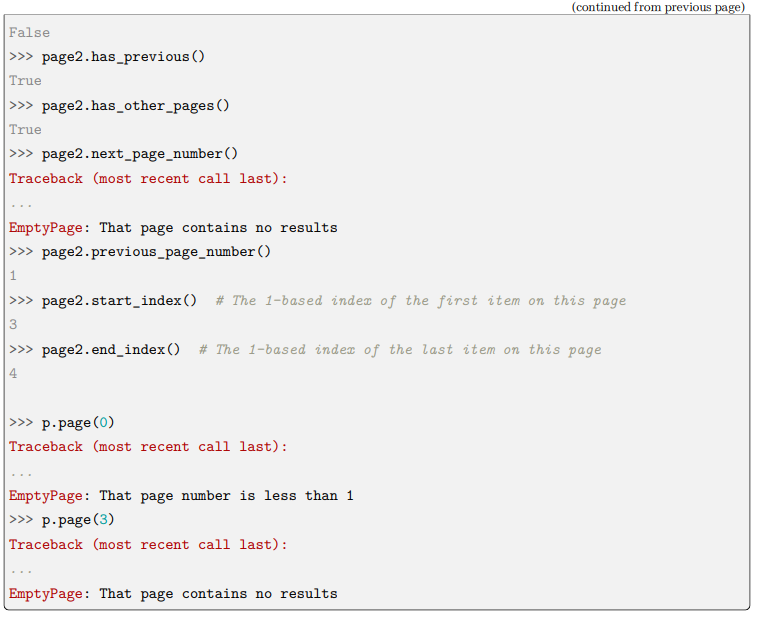 (continued from previous page)
False
>>> page2.has_previous()
True
>>> page2.has_other_pages()
True
>>> page2.next_page_number()
Traceback (most recent call last):
...
EmptyPage: That page contains no results
>>> page2.previous_page_number()
1
>>> page2.start_index()  # The 1-based index of the first item on this page
3
>>> page2.end_index()  # The 1-based index of the last item on this page
4
>>> p.page(0)
Traceback (most recent call last):
...
EmptyPage: That page number is less than 1
>>> p.page(3)
Traceback (most recent call last):
...
EmptyPage: That page contains no results